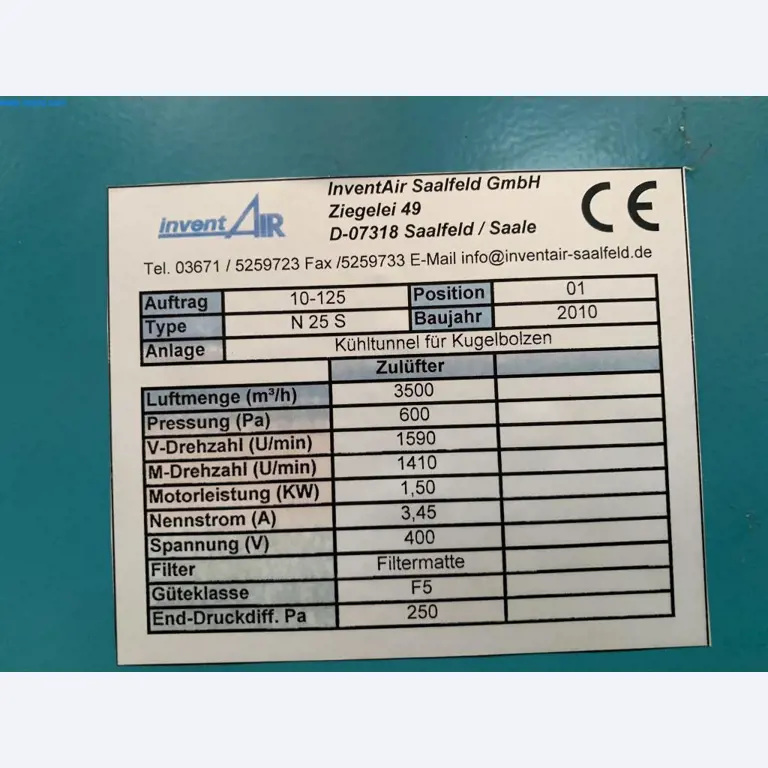 InventAir Saalfeld GmbH
Ziegelei 49
D-07318 Saalfeld / Saale
invent AIR
CE
Tel. 03671 / 5259723 Fax /5259733 E-Mail info@inventair-saalfeld.de
Auftrag 10-125 Position 01
Type N 25 S Baujahr 2010
Anlage Kühltunnel für Kugelbolzen
Zulüfter
Luftmenge (m³/h) 3500
Pressung (Pa) 600
V-Drehzahl (U/min) 1590
M-Drehzahl (U/min) 1410
Motorleistung (KW) 1,50
Nennstrom (A) 3,45
Spannung (V) 400
Filter Filtermatte
Güteklasse F5
End-Druckdiff. Pa 250